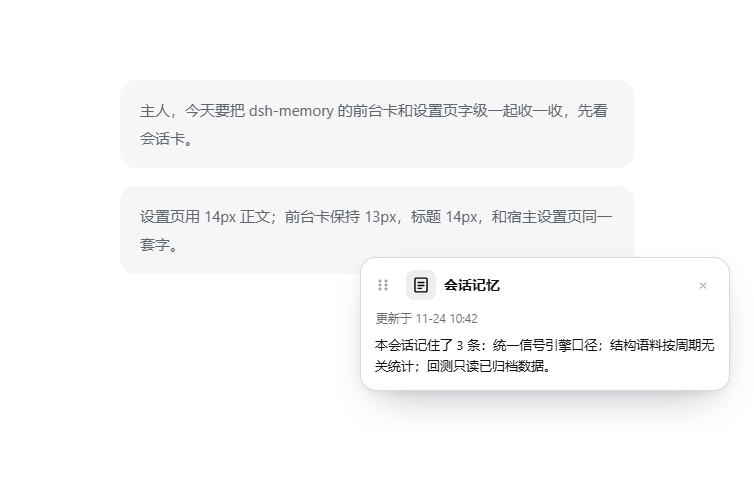 主人，今天要把 dsh-memory 的前台卡和设置页字级一起收一收，先看
会话卡。
设置页用 14px 正文；前台卡保持 13px，标题 14px，和宿主设置页同一
套字。
会话记忆
×
更新于 11-24 10:42
本会话记住了 3 条：统一信号引擎口径；结构语料按周期无
关统计；回测只读已归档数据。